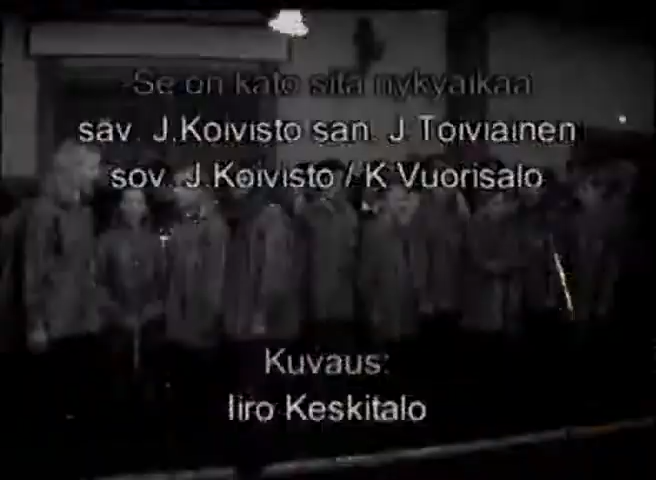 -Se on kato sitä nykyaikaa
säv. J.Koivisto san. J.Toiviainen
sov. J.Koivisto / K.Vuorisalo
Kuvaus:
Iiro Keskitalo